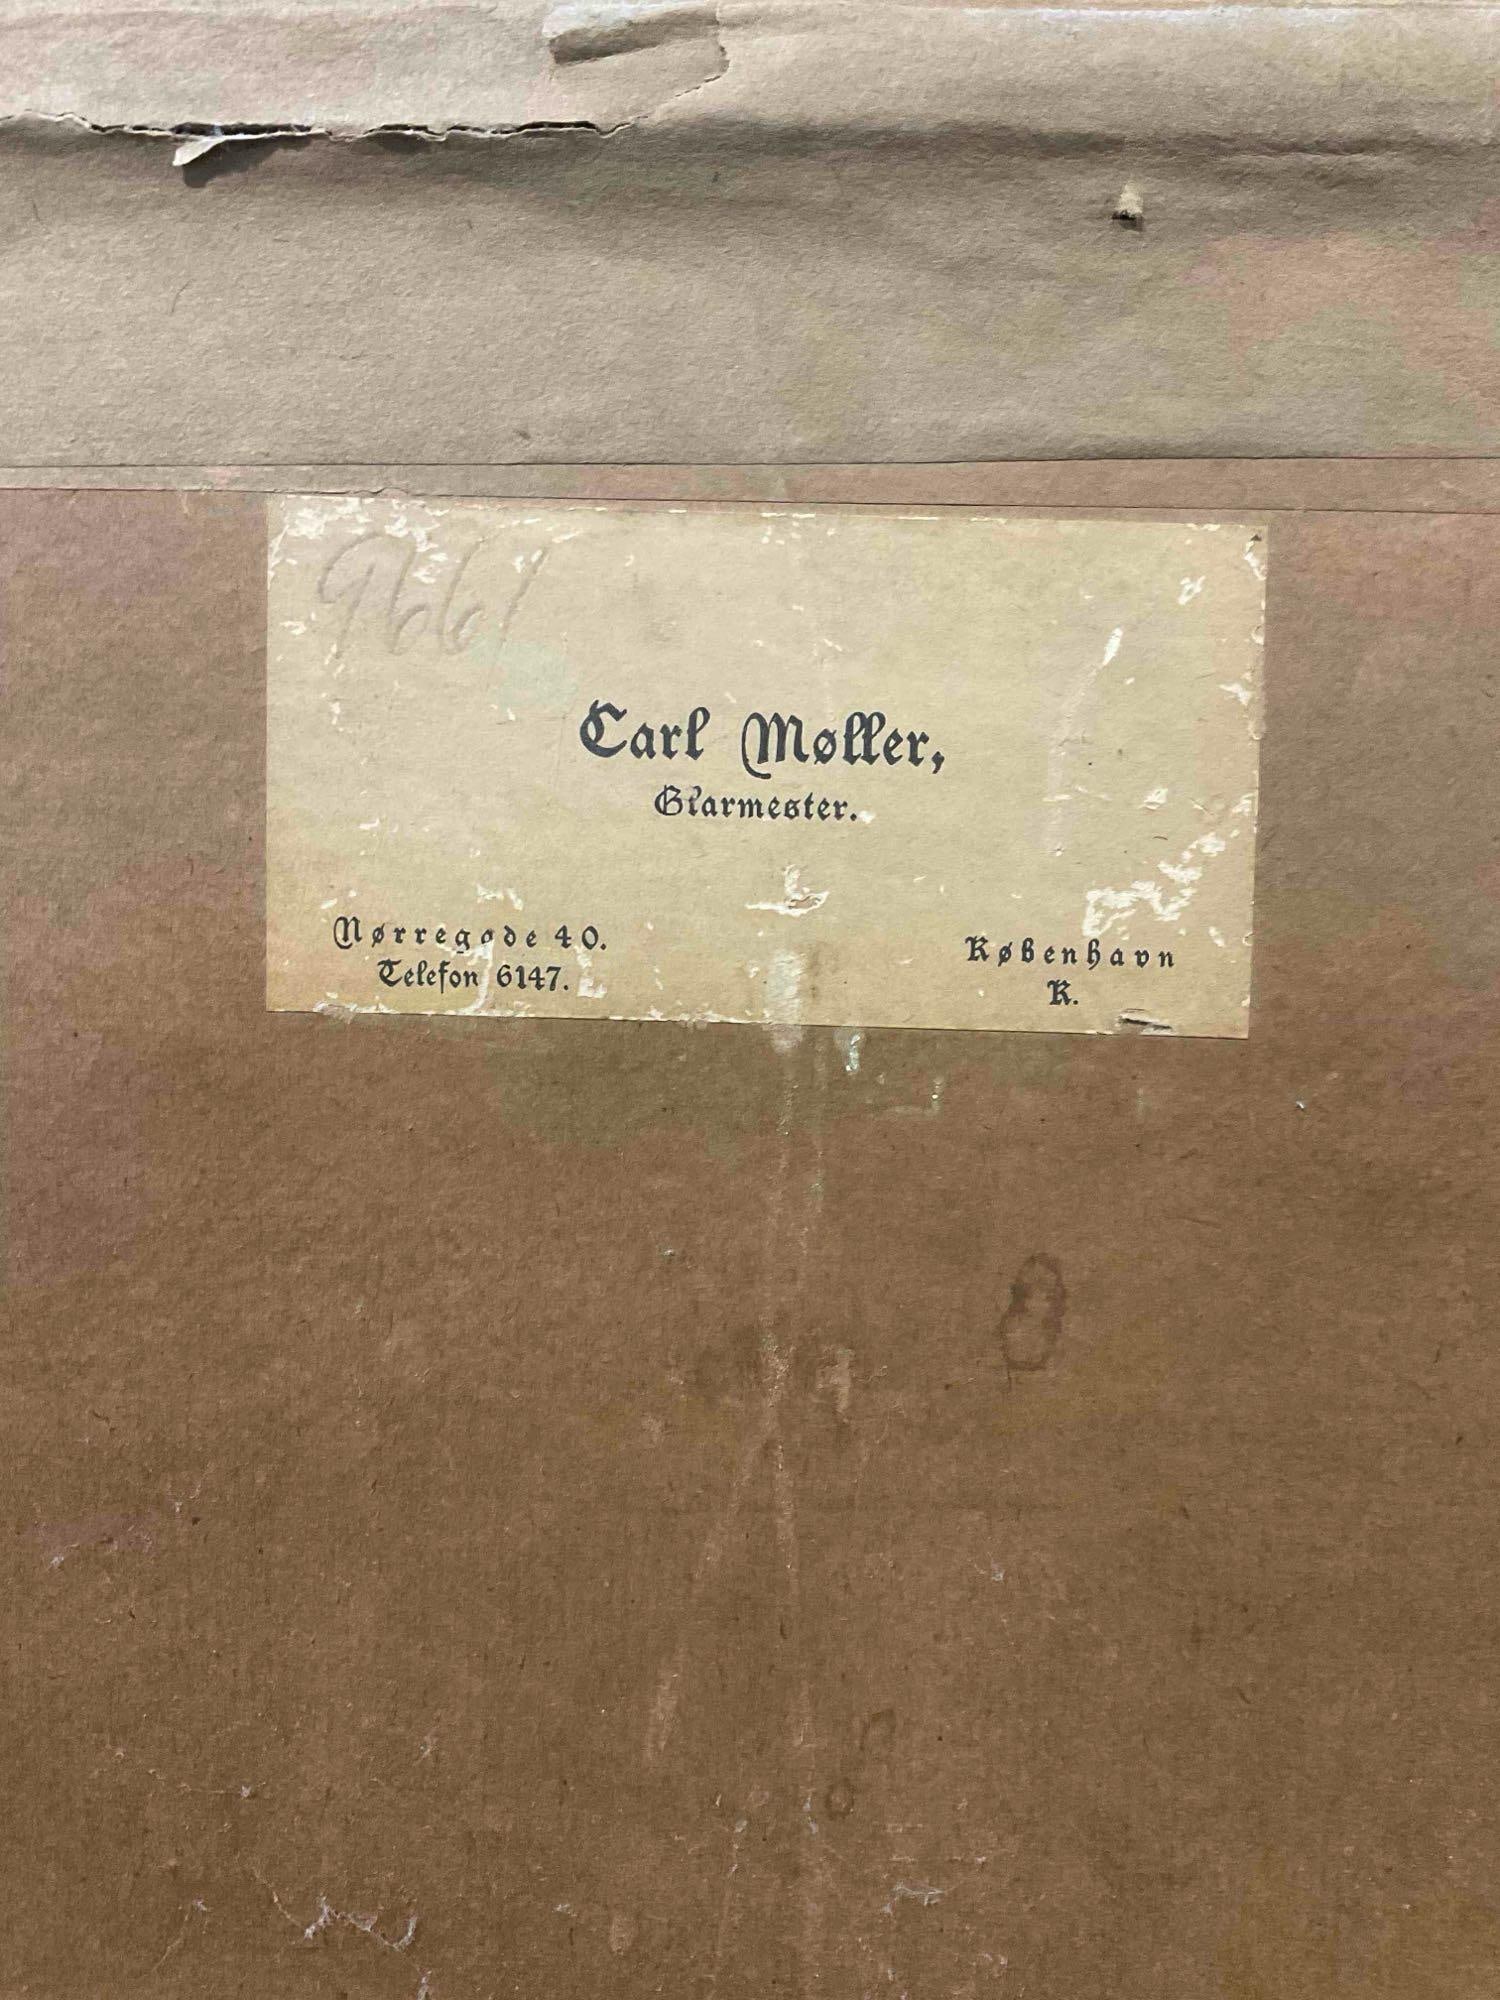 9661
Carl Møller,
Glarmester.
Nørregade 40.
Telefon 6147.
København
K.